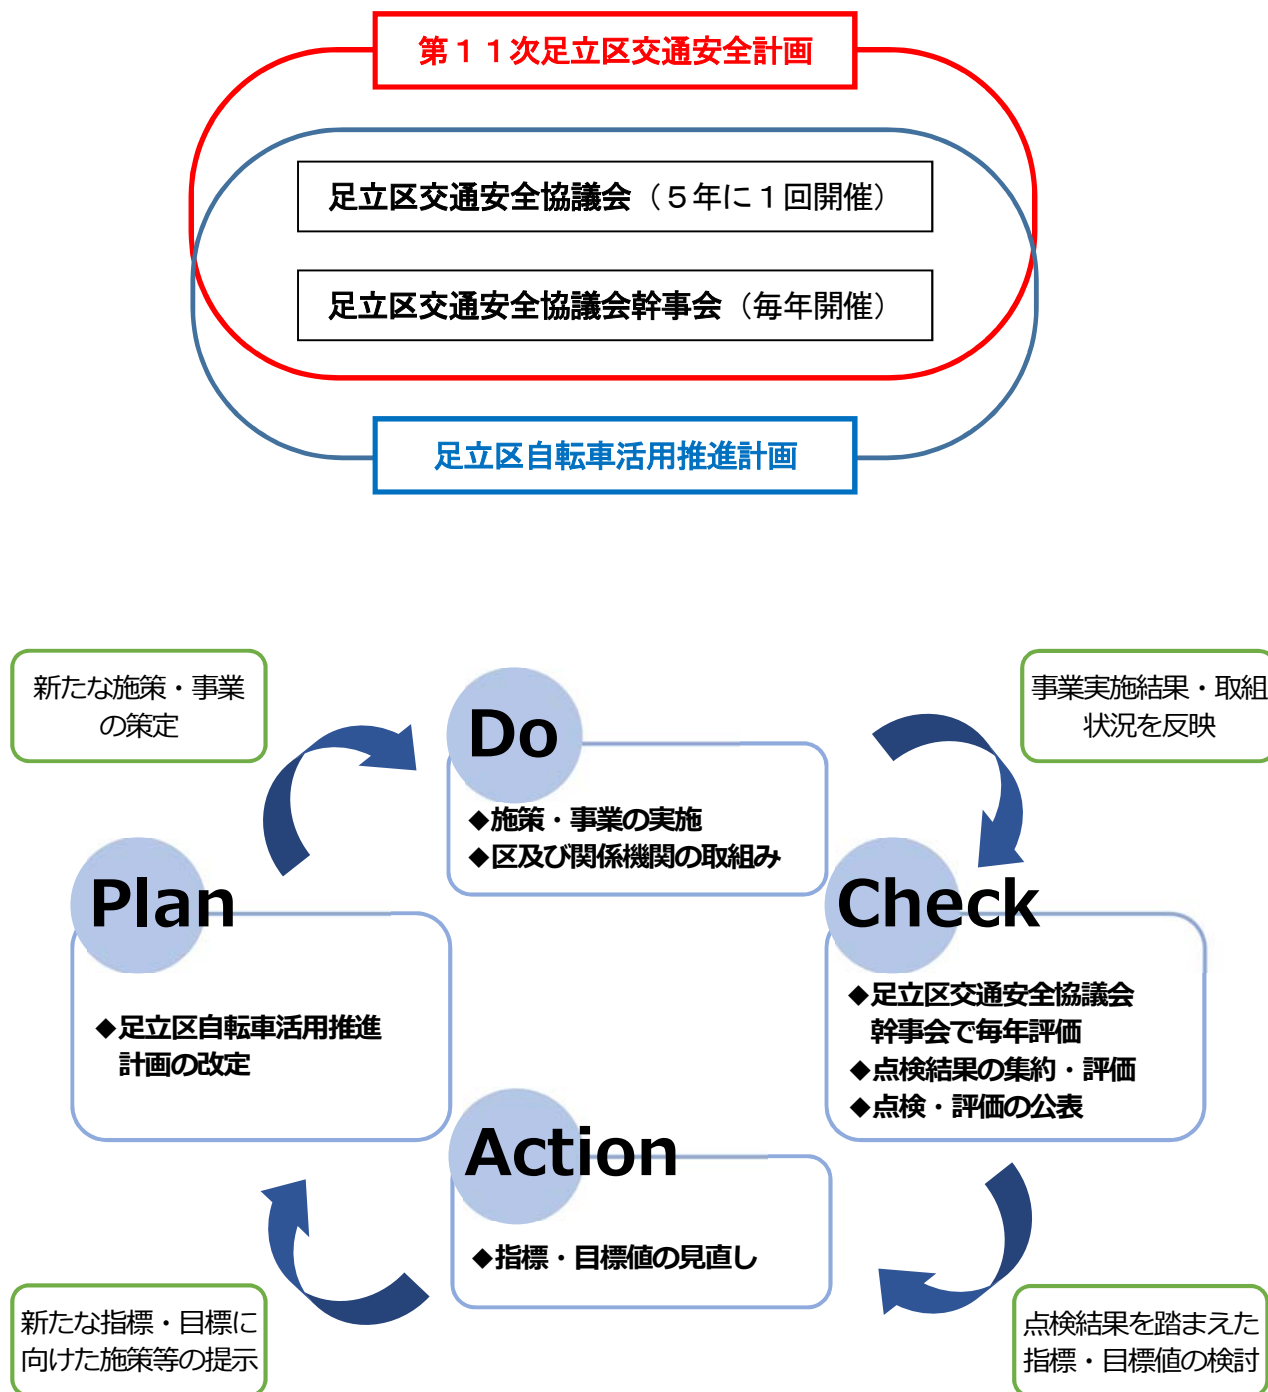 第１１次足立区交通安全計画
足立区交通安全協議会（５年に１回開催）
足立区交通安全協議会幹事会（毎年開催）
足立区自転車活用推進計画
新たな施策・事業
の策定
Do
◆施策・事業の実施
◆区及び関係機関の取組み
事業実施結果・取組
状況を反映
Plan
◆足立区自転車活用推進
計画の改定
Check
◆足立区交通安全協議会
幹事会で毎年評価
◆点検結果の集約・評価
◆点検・評価の公表
Action
◆指標・目標値の見直し
新たな指標・目標に
向けた施策等の提示
点検結果を踏まえた
指標・目標値の検討